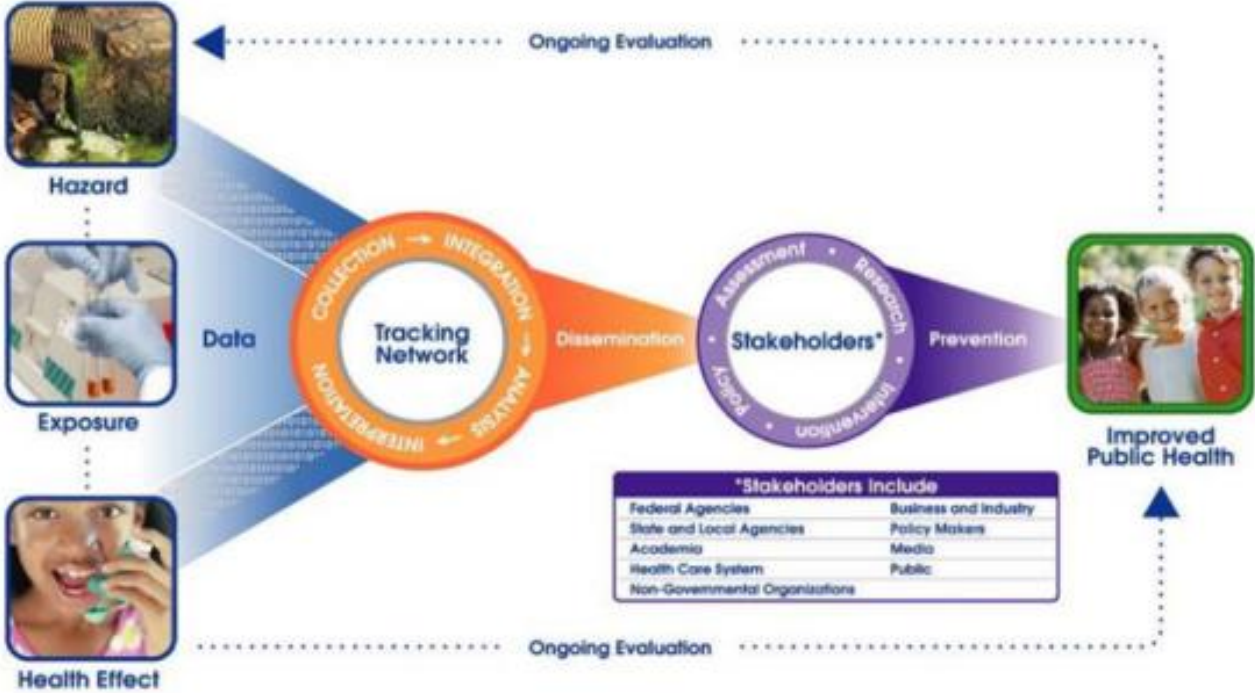 Ongoing Evaluation
Hazard
Exposure
Health Effect
Data
COLLECTION → INTEGRATION → ANALYSIS → INTERPRETATION
Tracking
Network
Dissemination
Assessment • Research • Intervention • Policy •
Stakeholders*
Prevention
Improved
Public Health
*Stakeholders Include
Federal Agencies
State and Local Agencies
Academia
Health Care System
Non-Governmental Organizations
Business and Industry
Policy Makers
Media
Public
Ongoing Evaluation